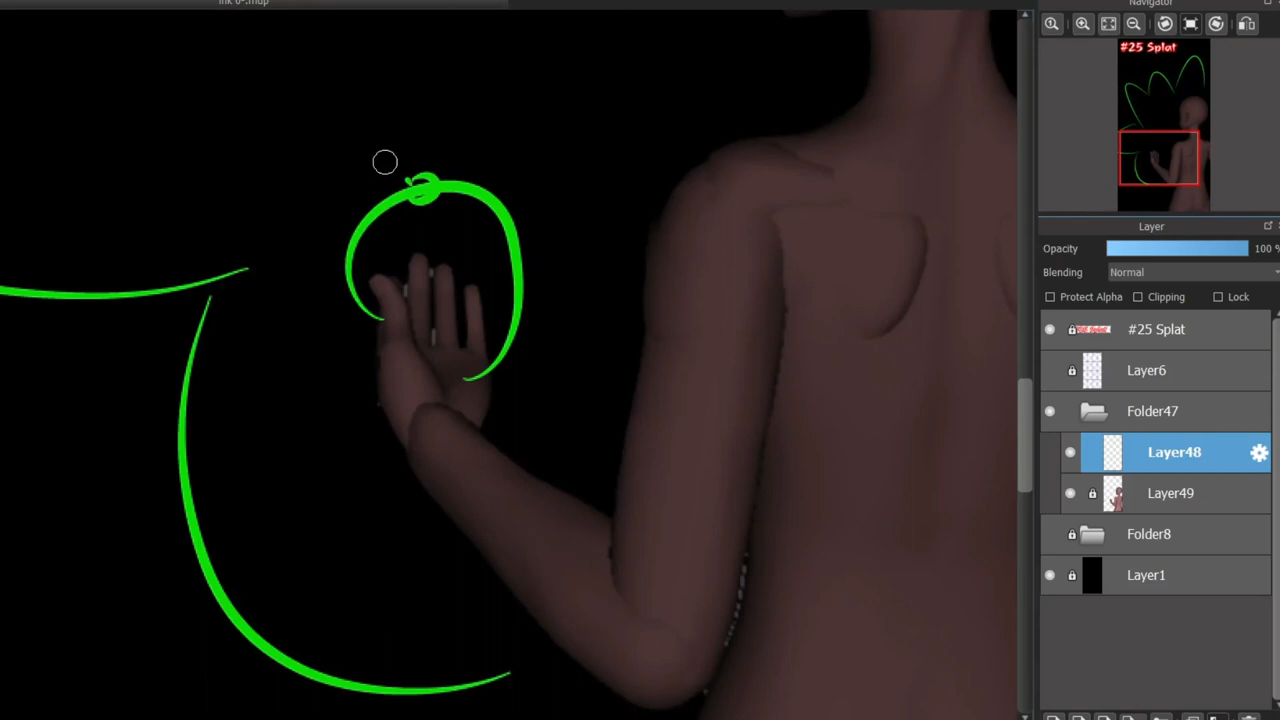 Navigator
#25 Splat
Layer
Opacity 100 %
Blending Normal
Protect Alpha Clipping Lock
#25 Splat
Layer6
Folder47
Layer48
Layer49
Folder8
Layer1